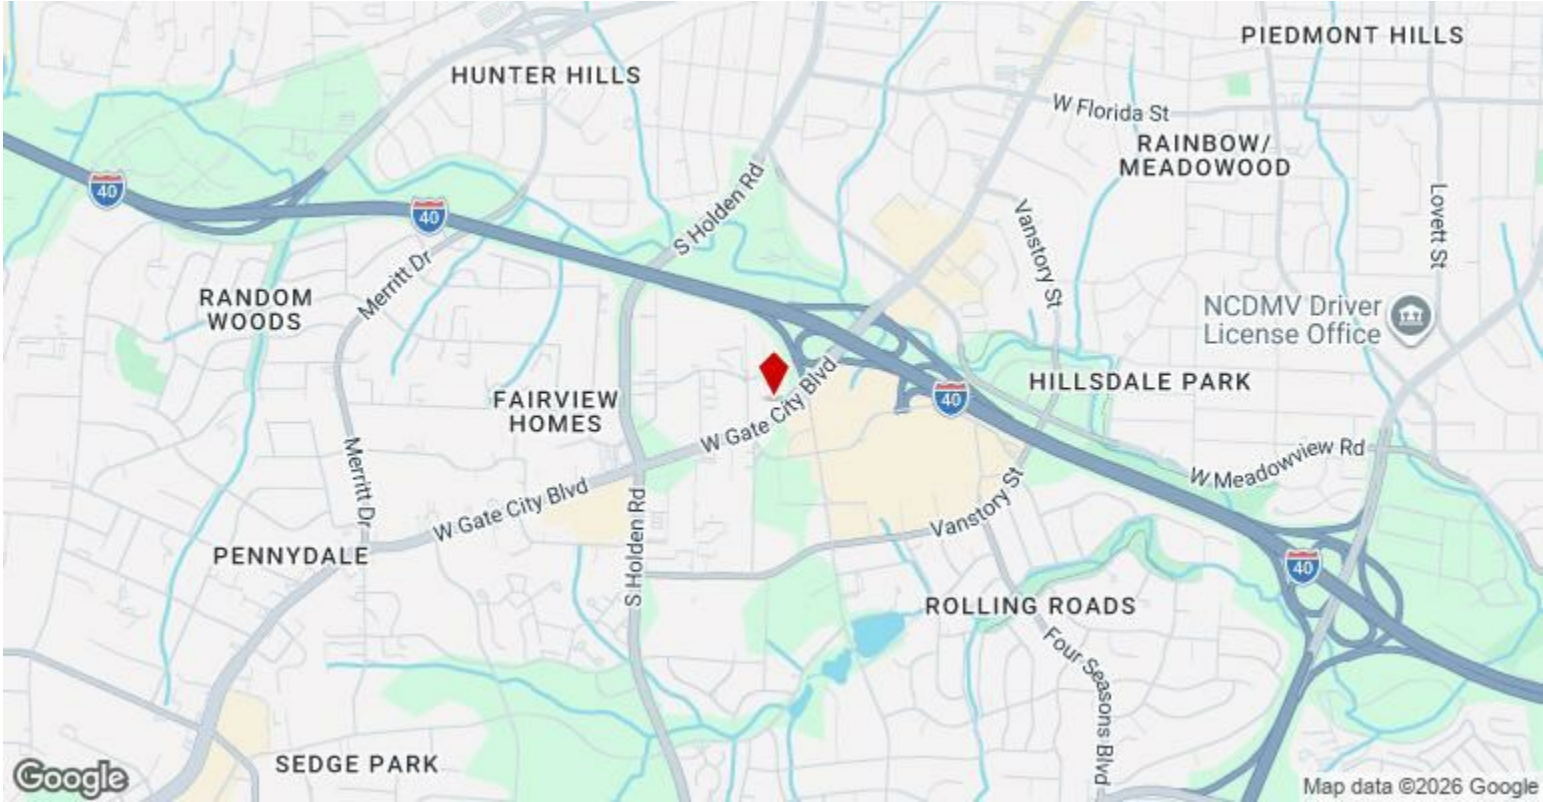 PIEDMONT HILLS
HUNTER HILLS
W Florida St
RAINBOW/
MEADOWOOD
40
40
S Holden Rd
Vanstory St
Lovett St
Merritt Dr
RANDOM
WOODS
NCDMV Driver
License Office
HILLSDALE PARK
40
FAIRVIEW
HOMES
W Gate City Blvd
W Meadowview Rd
Merritt Dr
W Gate City Blvd
S Holden Rd
Vanstory St
PENNYDALE
40
ROLLING ROADS
Four Seasons Blvd
SEDGE PARK
Google
Map data ©2026 Google